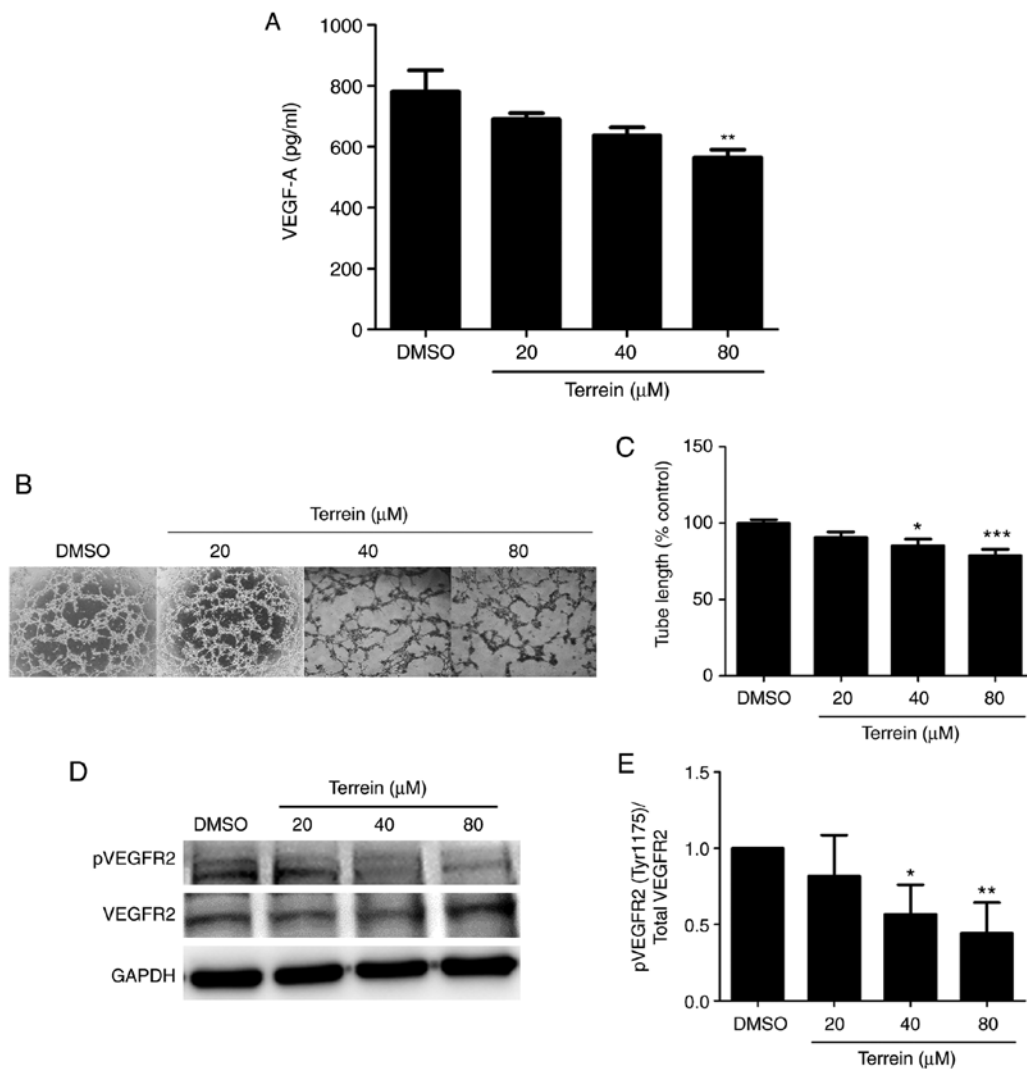 A
1000
800
600
400
200
0
VEGF-A (pg/ml)
**
DMSO 20 40 80
Terrein (μM)
B
Terrein (μM)
DMSO 20 40 80
C
150
100
50
0
Tube length (% control)
* ***
DMSO 20 40 80
Terrein (μM)
D
Terrein (μM)
DMSO 20 40 80
pVEGFR2
VEGFR2
GAPDH
E
1.5
1.0
0.5
0.0
pVEGFR2 (Tyr1175)/
Total VEGFR2
* **
DMSO 20 40 80
Terrein (μM)